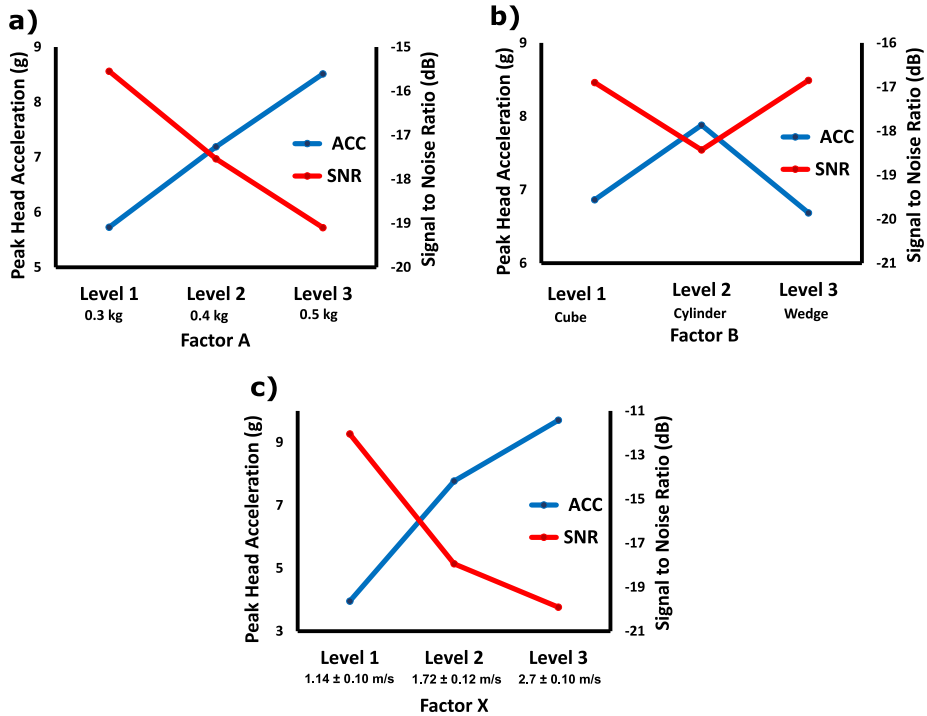 a)
Peak Head Acceleration (g)
9
8
7
6
5
-15
-16
-17
-18
-19
-20
Signal to Noise Ratio (dB)
ACC
SNR
Level 1
Level 2
Level 3
0.3 kg
0.4 kg
0.5 kg
Factor A
b)
Peak Head Acceleration (g)
9
8
7
6
-16
-17
-18
-19
-20
-21
Signal to Noise Ratio (dB)
ACC
SNR
Level 1
Level 2
Level 3
Cube
Cylinder
Wedge
Factor B
c)
Peak Head Acceleration (g)
9
7
5
3
-11
-13
-15
-17
-19
-21
Signal to Noise Ratio (dB)
ACC
SNR
Level 1
Level 2
Level 3
1.14 ± 0.10 m/s
1.72 ± 0.12 m/s
2.7 ± 0.10 m/s
Factor X